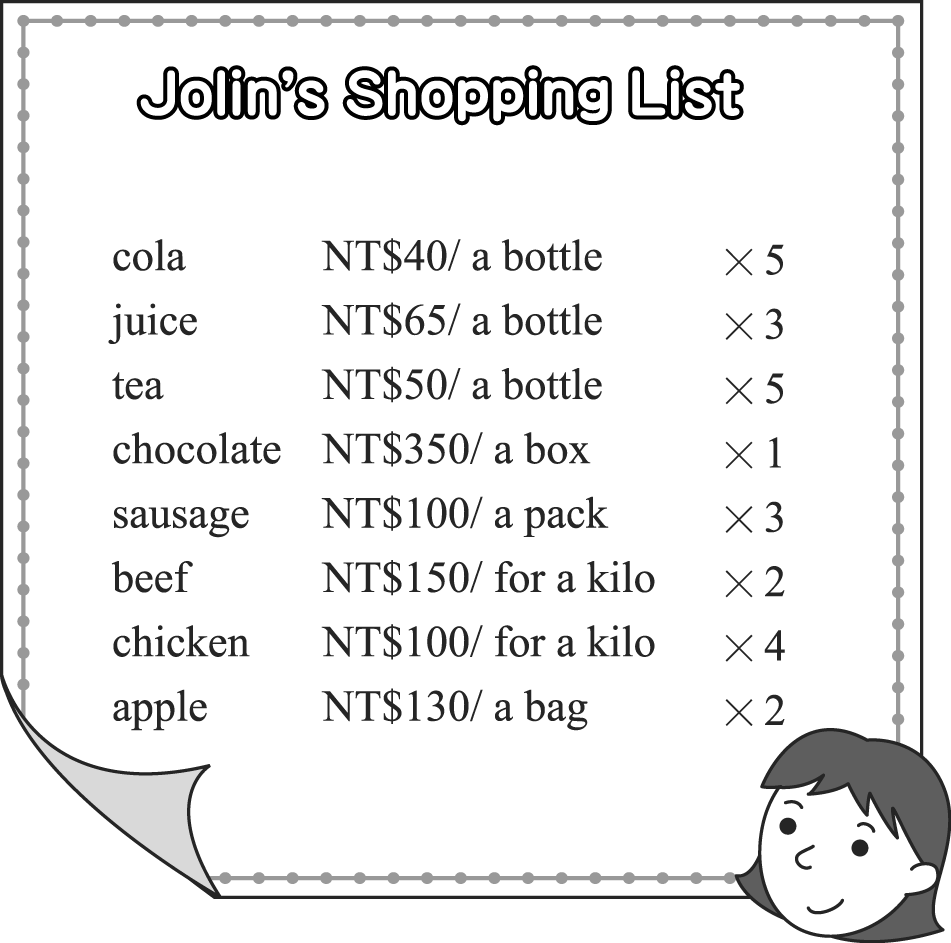 Jolin's Shopping List
cola NT$40/ a bottle ×5
juice NT$65/ a bottle ×3
tea NT$50/ a bottle ×5
chocolate NT$350/ a box ×1
sausage NT$100/ a pack ×3
beef NT$150/ for a kilo ×2
chicken NT$100/ for a kilo ×4
apple NT$130/ a bag ×2